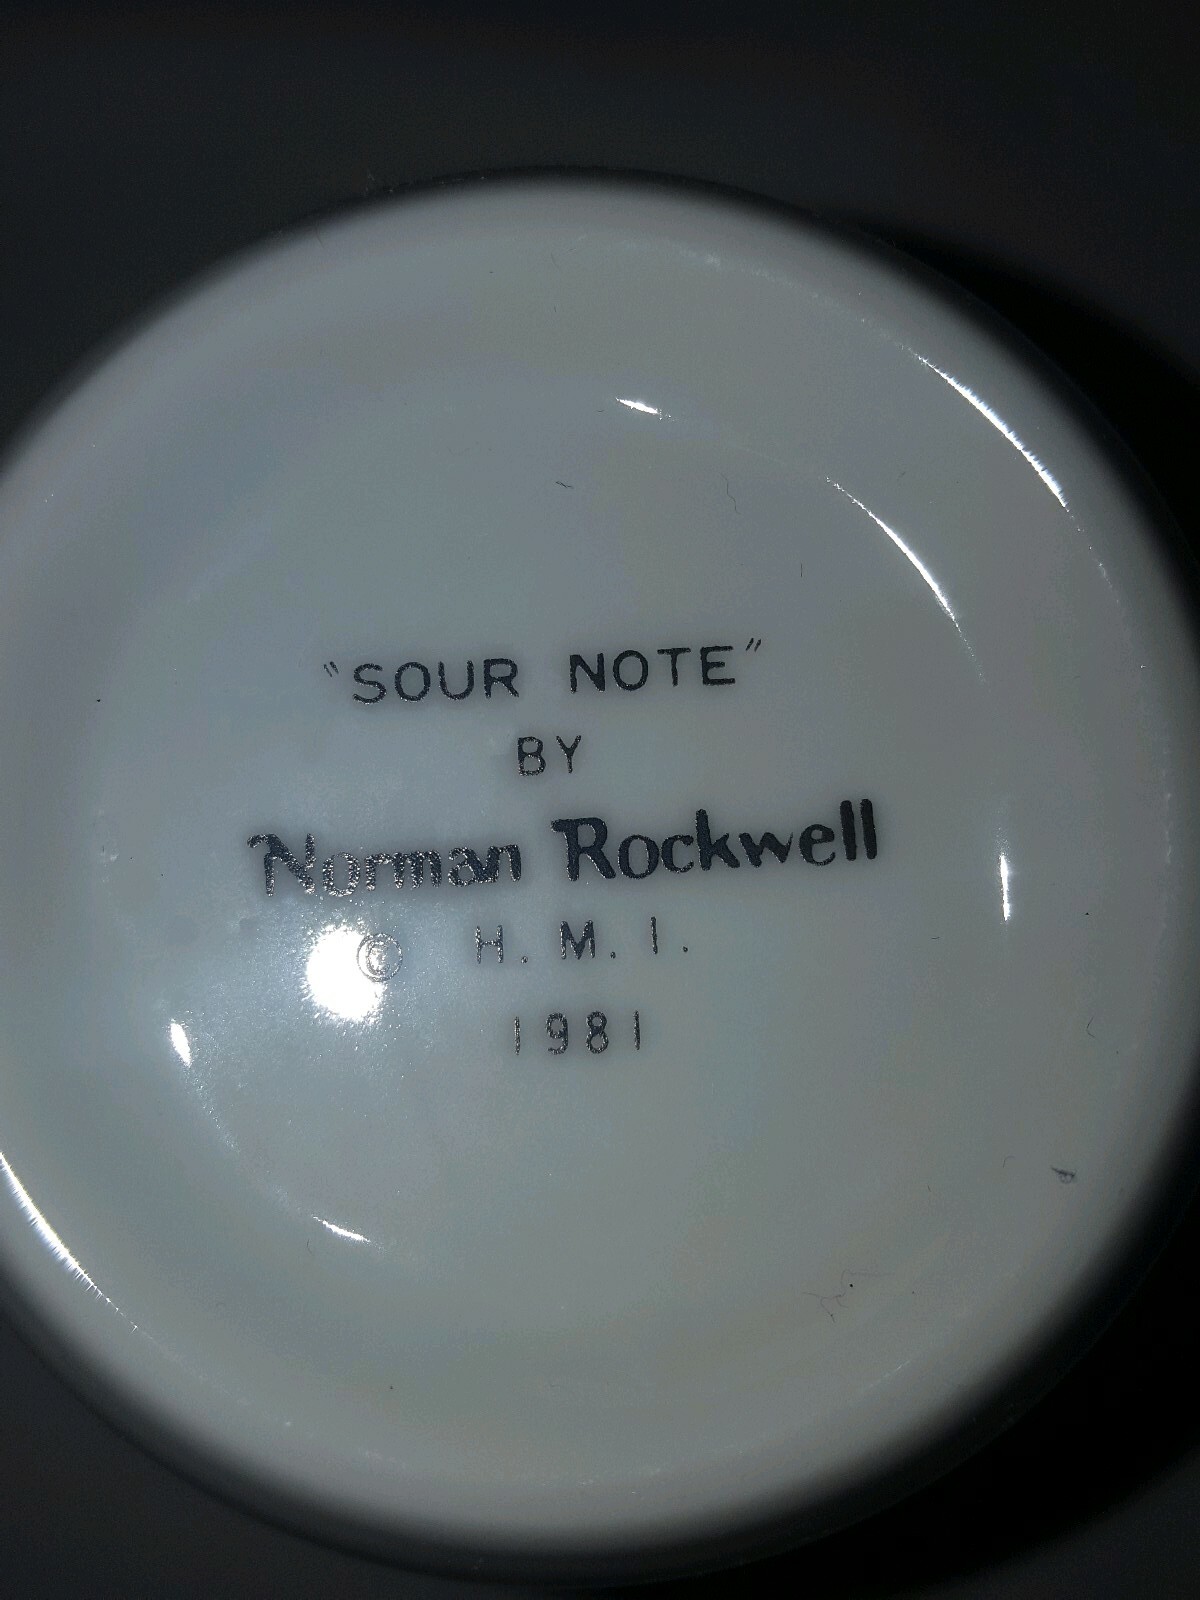 "SOUR NOTE"
BY
Norman Rockwell
© H. M. I.
1981